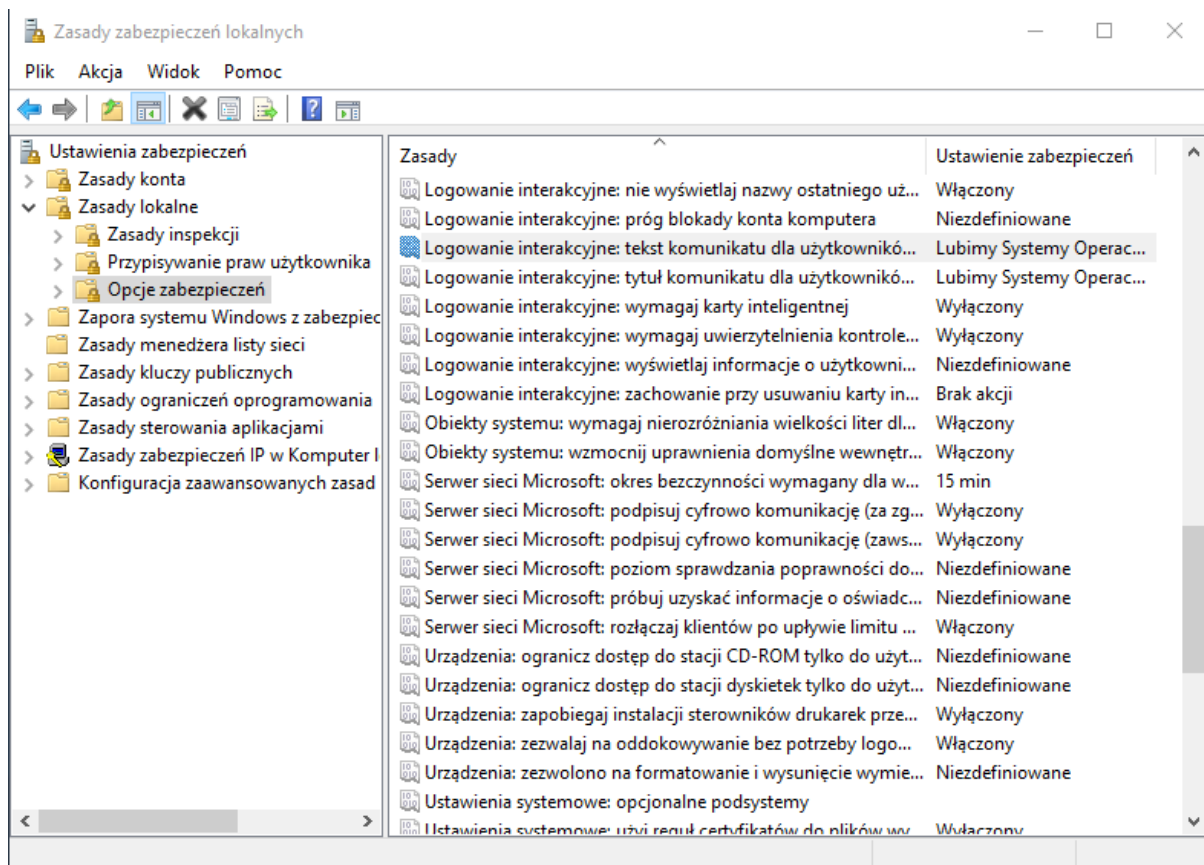 Zasady zabezpieczeń lokalnych
Plik Akcja Widok Pomoc
Ustawienia zabezpieczeń
Zasady konta
Zasady lokalne
Zasady inspekcji
Przypisywanie praw użytkownika
Opcje zabezpieczeń
Zapora systemu Windows z zabezpiec
Zasady menedżera listy sieci
Zasady kluczy publicznych
Zasady ograniczeń oprogramowania
Zasady sterowania aplikacjami
Zasady zabezpieczeń IP w Komputer l
Konfiguracja zaawansowanych zasad
Zasady Ustawienie zabezpieczeń
Logowanie interakcyjne: nie wyświetlaj nazwy ostatniego uż... Włączony
Logowanie interakcyjne: próg blokady konta komputera Niezdefiniowane
Logowanie interakcyjne: tekst komunikatu dla użytkownikó... Lubimy Systemy Operac...
Logowanie interakcyjne: tytuł komunikatu dla użytkownikó... Lubimy Systemy Operac...
Logowanie interakcyjne: wymagaj karty inteligentnej Wyłączony
Logowanie interakcyjne: wymagaj uwierzytelnienia kontrole... Wyłączony
Logowanie interakcyjne: wyświetlaj informacje o użytkowni... Niezdefiniowane
Logowanie interakcyjne: zachowanie przy usuwaniu karty in... Brak akcji
Obiekty systemu: wymagaj nierozróżniania wielkości liter dl... Włączony
Obiekty systemu: wzmocnij uprawnienia domyślne wewnętr... Włączony
Serwer sieci Microsoft: okres bezczynności wymagany dla w... 15 min
Serwer sieci Microsoft: podpisuj cyfrowo komunikację (za zg... Wyłączony
Serwer sieci Microsoft: podpisuj cyfrowo komunikację (zaws... Wyłączony
Serwer sieci Microsoft: poziom sprawdzania poprawności do... Niezdefiniowane
Serwer sieci Microsoft: próbuj uzyskać informacje o oświadc... Niezdefiniowane
Serwer sieci Microsoft: rozłączaj klientów po upływie limitu ... Włączony
Urządzenia: ogranicz dostęp do stacji CD-ROM tylko do użyt... Niezdefiniowane
Urządzenia: ogranicz dostęp do stacji dyskietek tylko do użyt... Niezdefiniowane
Urządzenia: zapobiegaj instalacji sterowników drukarek prze... Wyłączony
Urządzenia: zezwalaj na oddokowywanie bez potrzeby logo... Włączony
Urządzenia: zezwolono na formatowanie i wysunięcie wymie... Niezdefiniowane
Ustawienia systemowe: opcjonalne podsystemy
Ustawienia systemowe: użyj reguł certyfikatów do plików wy... Wyłączony